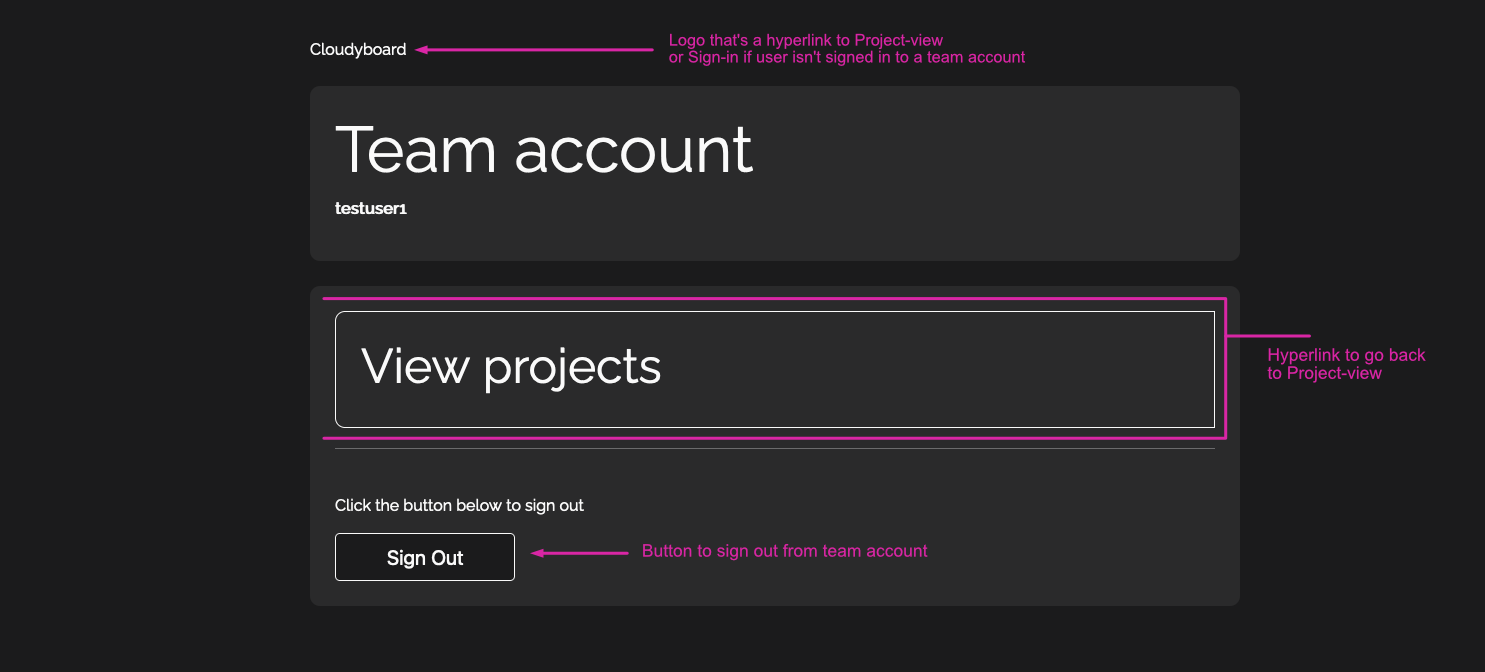 Cloudyboard
Logo that's a hyperlink to Project-view
or Sign-in if user isn't signed in to a team account
Team account
testuser1
View projects
Hyperlink to go back
to Project-view
Click the button below to sign out
Sign Out
Button to sign out from team account